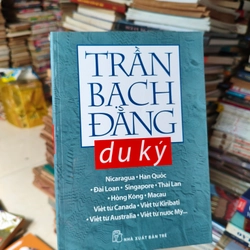 TRẦN
BẠCH
ĐẰNG
du ký
Nicaragua • Hàn Quốc
• Đài Loan • Singapore • Thái Lan
• Hồng Kông • Macau
Viết từ Canada • Viết từ Kiribati
• Viết từ Australia • Viết từ nước Mỹ...
NHÀ XUẤT BẢN TRẺ